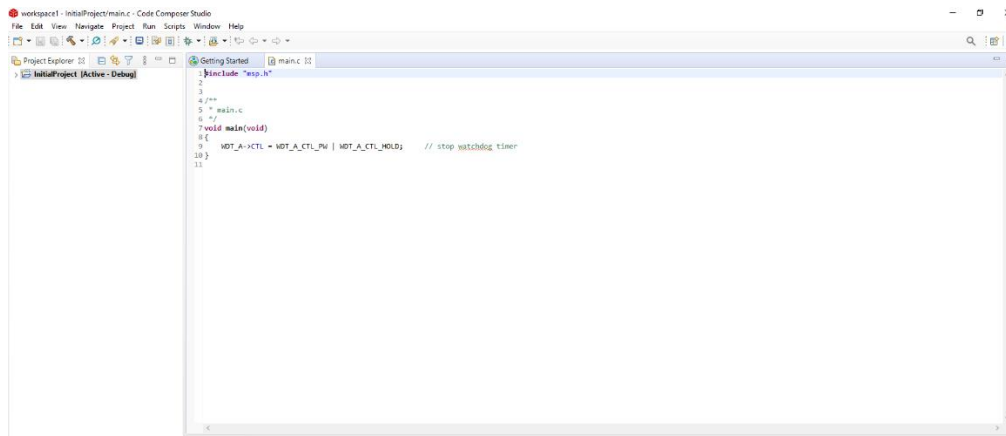 workspace1 - InitialProject/main.c - Code Composer Studio
File Edit View Navigate Project Run Scripts Window Help
Project Explorer
InitialProject [Active - Debug]
Getting Started
main.c
1 #include "msp.h"
2
3
4 /**
5 * main.c
6 */
7 void main(void)
8 {
9 WDT_A->CTL = WDT_A_CTL_PW | WDT_A_CTL_HOLD; // stop watchdog timer
10 }
11